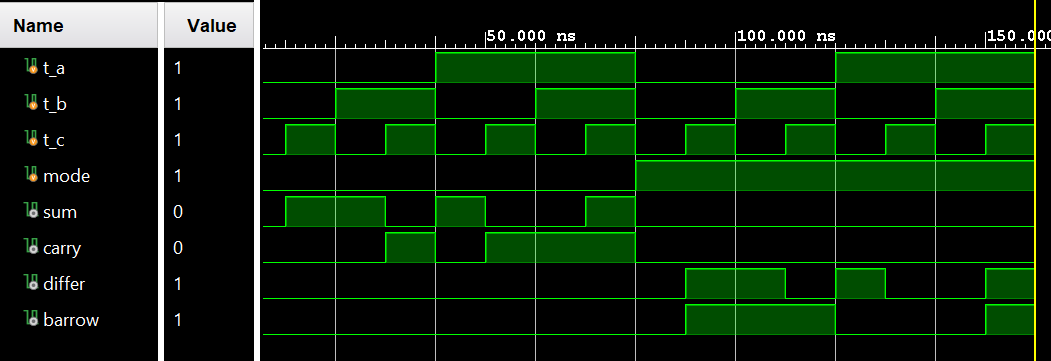 Name Value
50.000 ns 100.000 ns 150.000
t_a 1
t_b 1
t_c 1
mode 1
sum 0
carry 0
differ 1
barrow 1